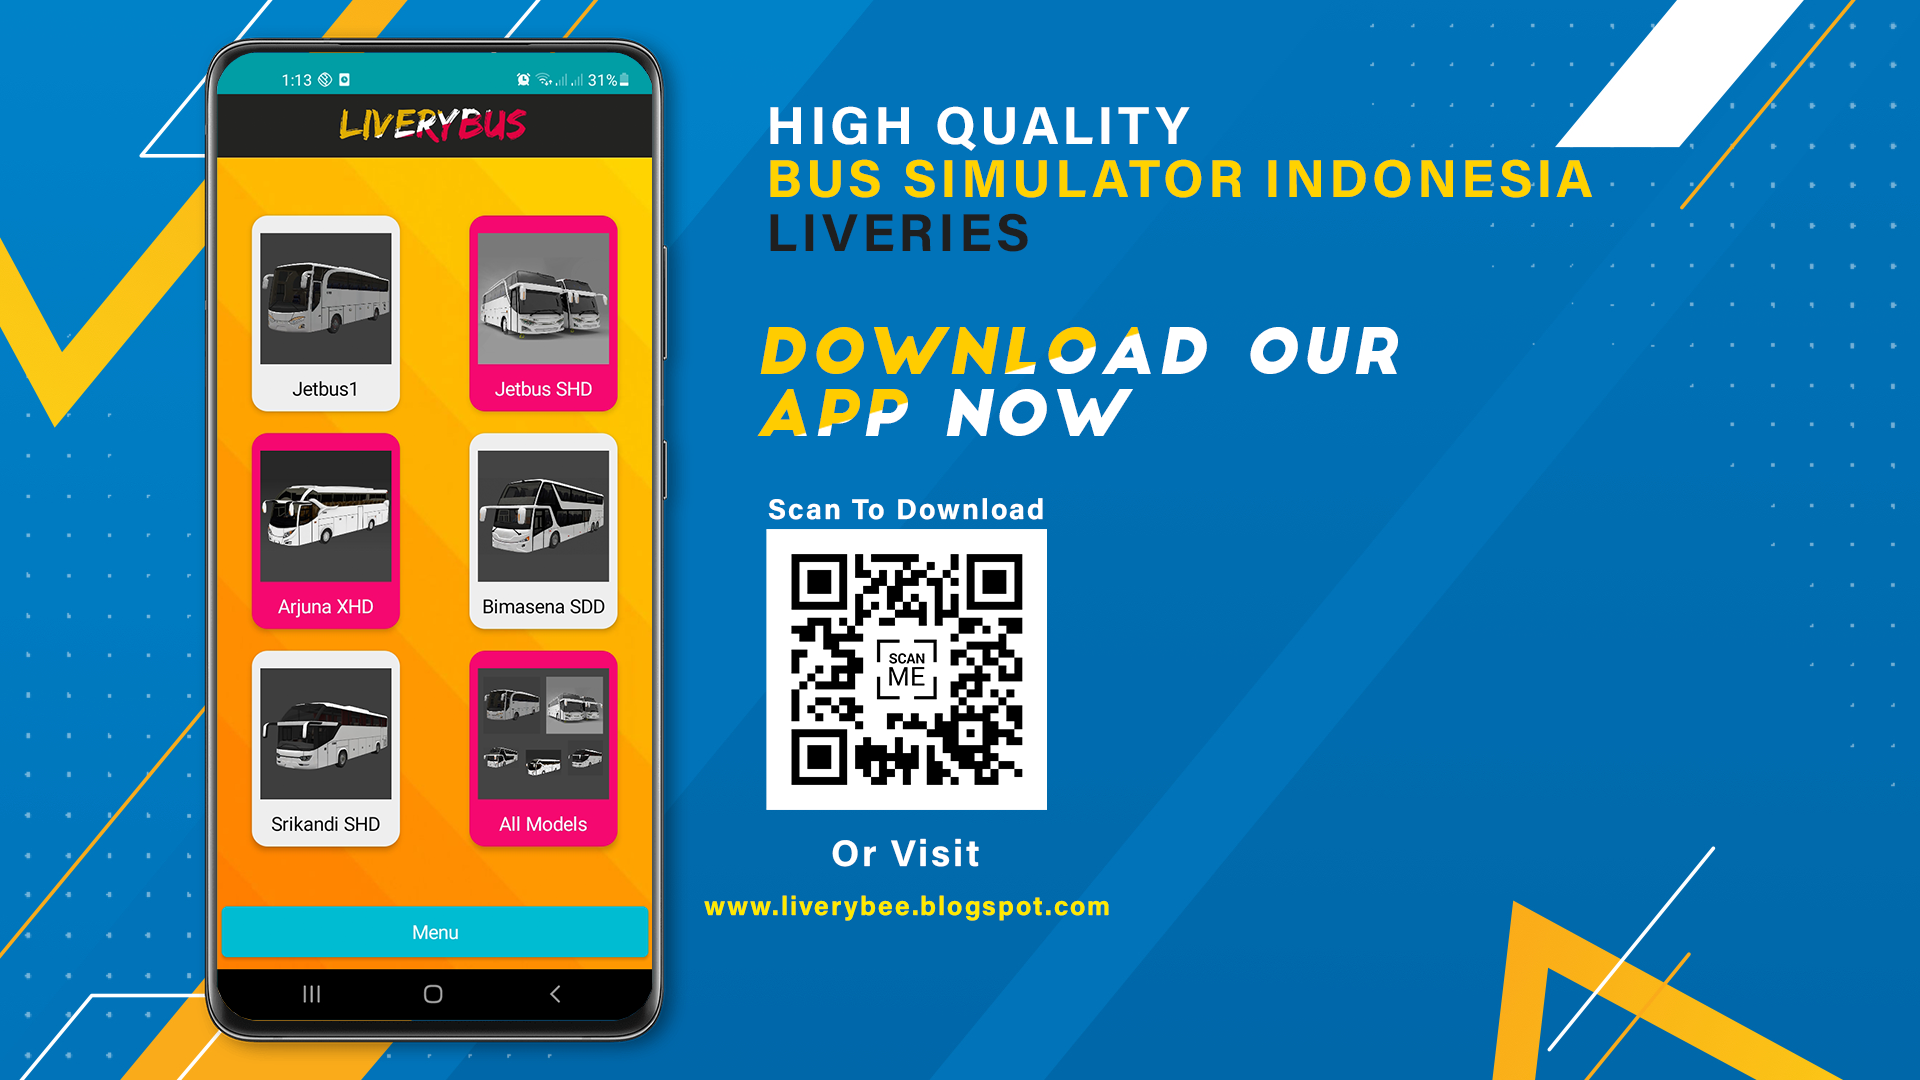 1:13
31%
LIVERYBUS
Jetbus1
Jetbus SHD
Arjuna XHD
Bimasena SDD
Srikandi SHD
All Models
Menu
HIGH QUALITY
BUS SIMULATOR INDONESIA
LIVERIES
DOWNLOAD OUR
APP NOW
Scan To Download
SCAN
ME
Or Visit
www.liverybee.blogspot.com